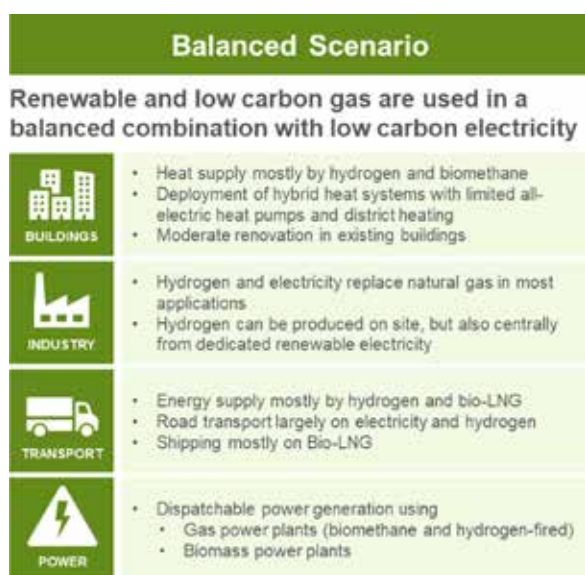 Balanced Scenario
Renewable and low carbon gas are used in a
balanced combination with low carbon electricity
BUILDINGS
• Heat supply mostly by hydrogen and biomethane
• Deployment of hybrid heat systems with limited all-
electric heat pumps and district heating
• Moderate renovation in existing buildings
INDUSTRY
• Hydrogen and electricity replace natural gas in most
applications
• Hydrogen can be produced on site, but also centrally
from dedicated renewable electricity
TRANSPORT
• Energy supply mostly by hydrogen and bio-LNG
• Road transport largely on electricity and hydrogen
• Shipping mostly on Bio-LNG
POWER
• Dispatchable power generation using
• Gas power plants (biomethane and hydrogen-fired)
• Biomass power plants